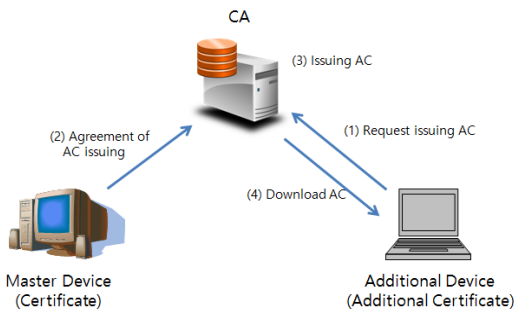 CA
(3) Issuing AC
(2) Agreement of
AC issuing
(1) Request issuing AC
(4) Download AC
Master Device
(Certificate)
Additional Device
(Additional Certificate)